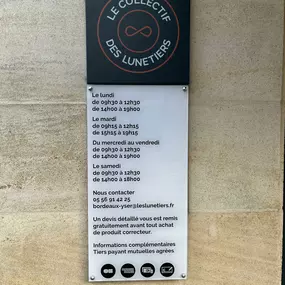 LE COLLECTIF
DES LUNETIERS
Le lundi
de 09h30 à 12h30
de 14h00 à 19h00
Le mardi
de 09h15 à 12h15
de 15h15 à 19h15
Du mercredi au vendredi
de 09h30 à 12h30
de 14h00 à 19h00
Le samedi
de 09h30 à 12h30
de 14h00 à 18h00
Nous contacter
05 56 91 42 25
bordeaux-yser@leslunetiers.fr
Un devis détaillé vous est remis
gratuitement avant tout achat
de produit correcteur.
Informations complémentaires
Tiers payant mutuelles agréés